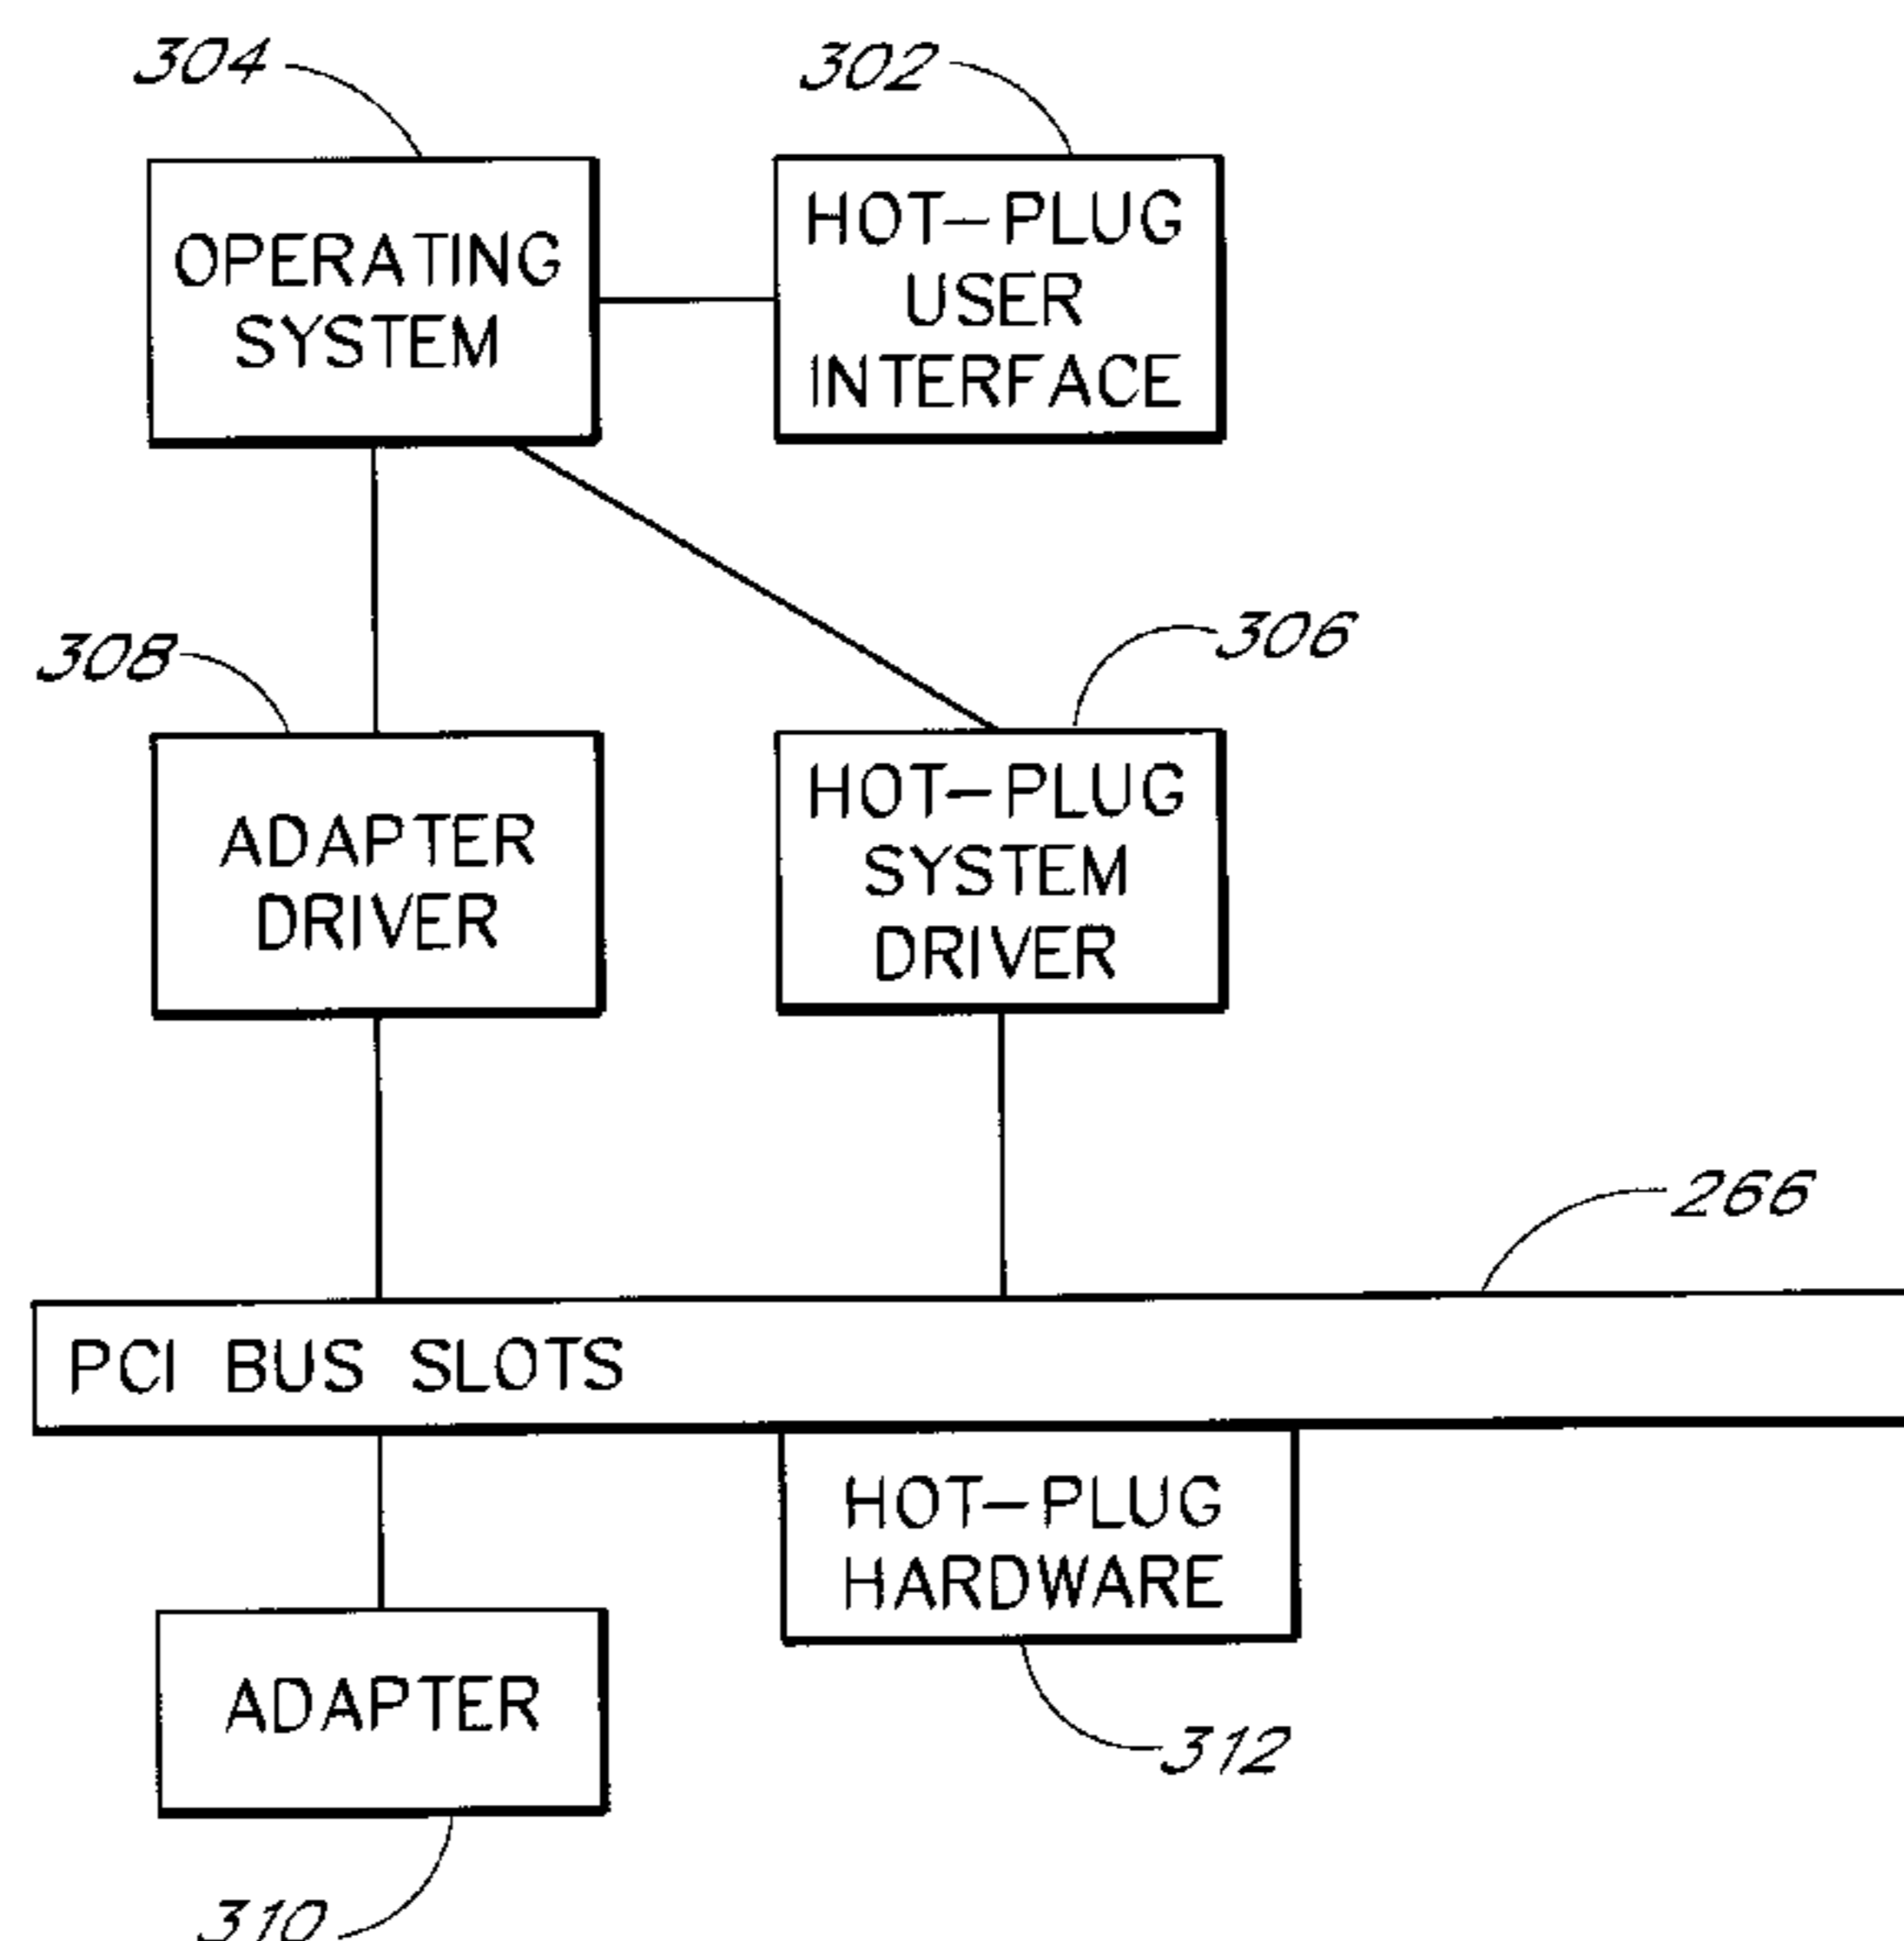 304
302
OPERATING
SYSTEM
HOT-PLUG
USER
INTERFACE
308
306
ADAPTER
DRIVER
HOT-PLUG
SYSTEM
DRIVER
266
PCI BUS SLOTS
HOT-PLUG
HARDWARE
ADAPTER
312
310